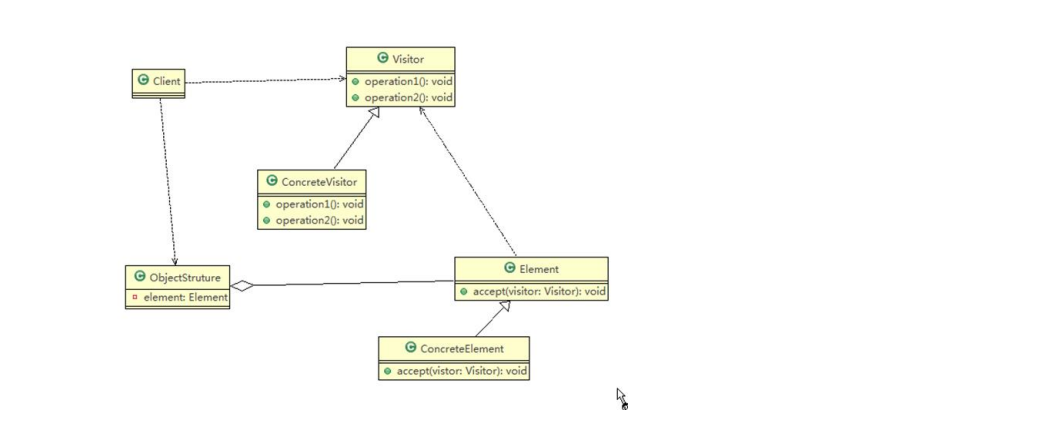 Visitor
operation1(): void
operation2(): void
Client
ConcreteVisitor
operation1(): void
operation2(): void
ObjectStruture
element: Element
Element
accept(visitor: Visitor): void
ConcreteElement
accept(vistor: Visitor): void